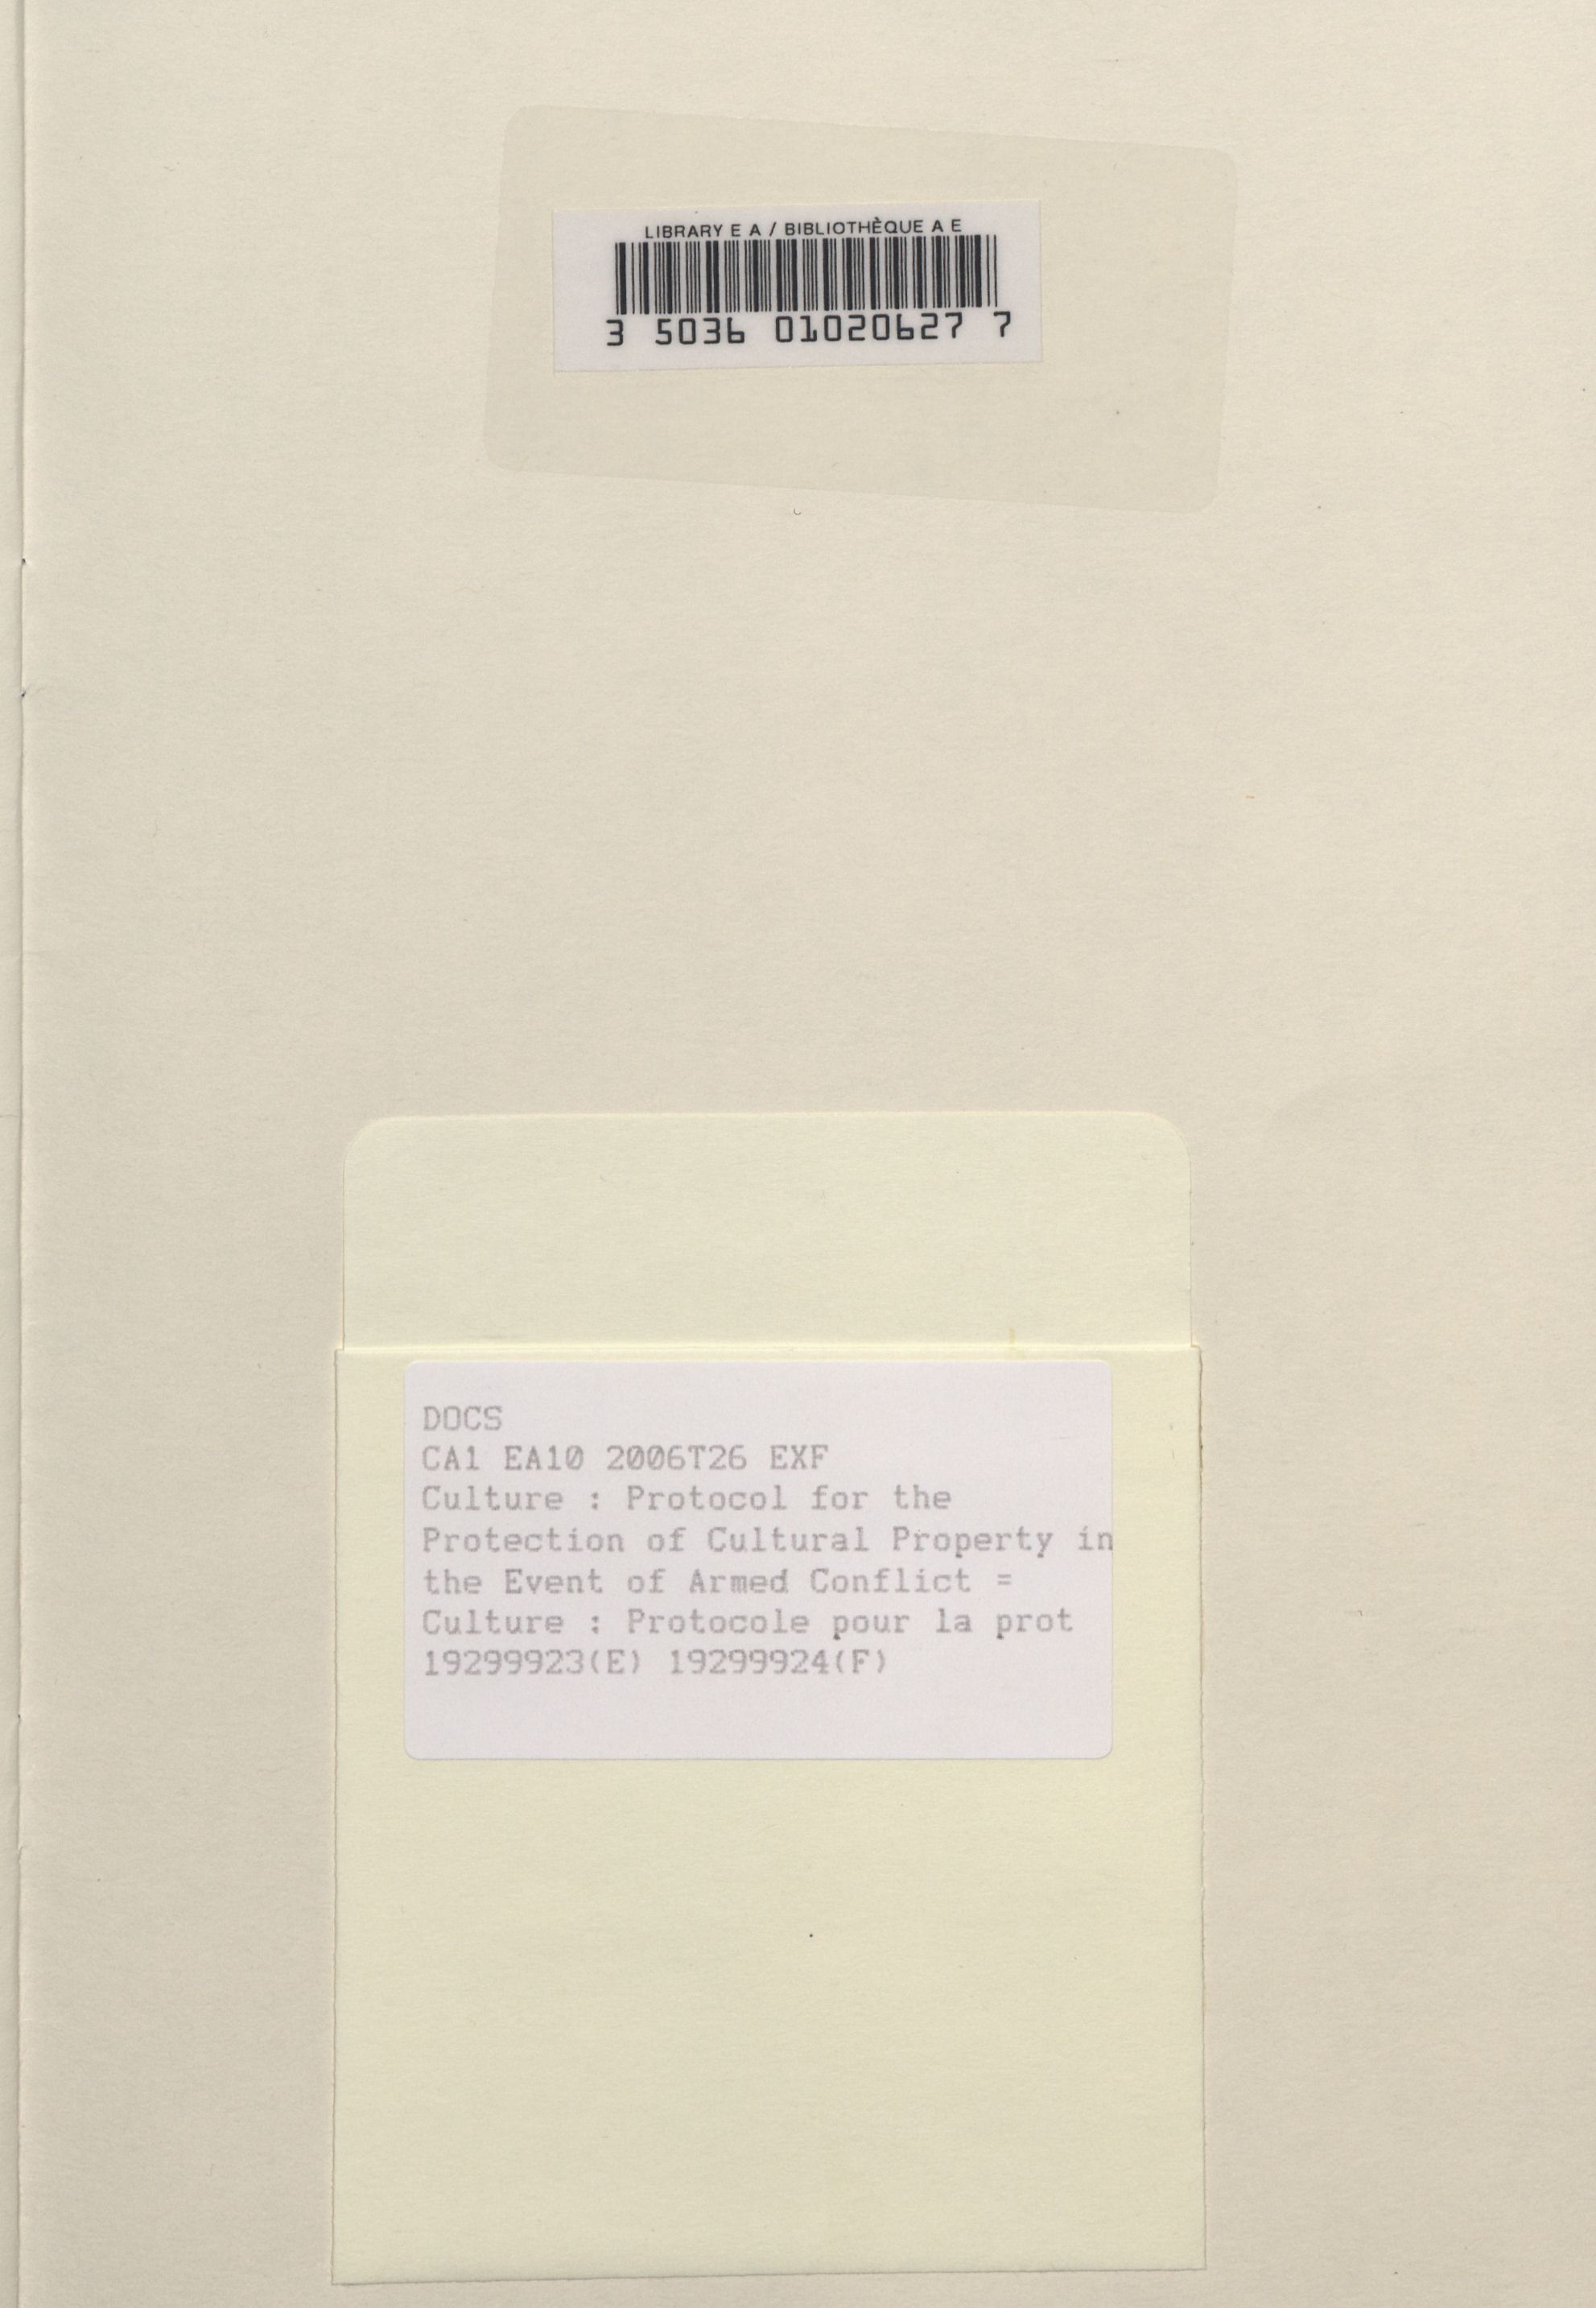 LIBRARY E A / BIBLIOTHÈQUE A E
3 5036 01020627 7
DOCS
CA1 EA10 2006T26 EXF
Culture : Protocol for the
Protection of Cultural Property in
the Event of Armed Conflict =
Culture : Protocole pour la prot
19299923(E) 19299924(F)